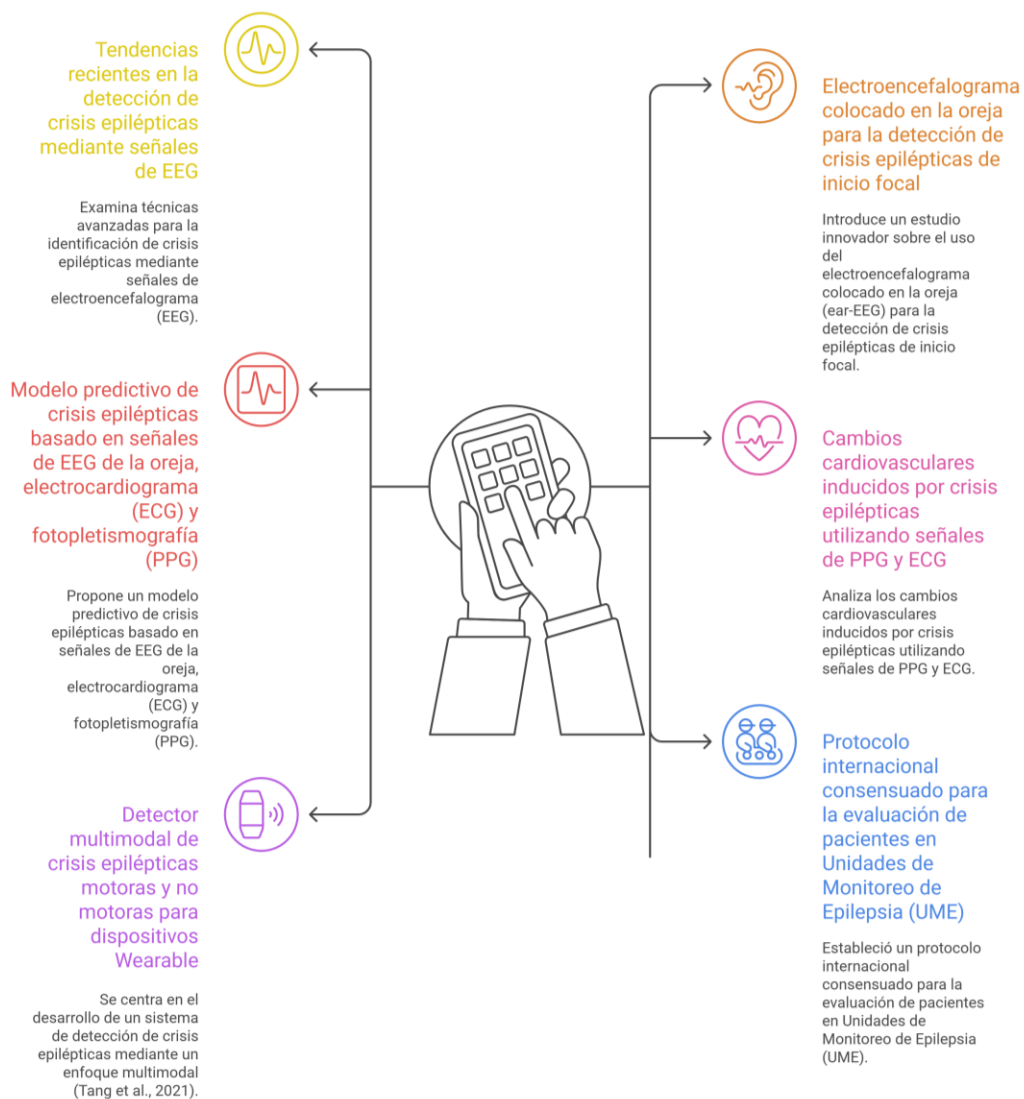 Tendencias
recientes en la
detección de
crisis epilépticas
mediante señales
de EEG
Examina técnicas
avanzadas para la
identificación de crisis
epilépticas mediante
señales de
electroencefalograma
(EEG).
Modelo predictivo de
crisis epilépticas
basado en señales
de EEG de la oreja,
electrocardiograma
(ECG) y
fotopletismografía
(PPG)
Propone un modelo
predictivo de crisis
epilépticas basado en
señales de EEG de la
oreja,
electrocardiograma
(ECG) y
fotopletismografía
(PPG).
Detector
multimodal de
crisis epilépticas
motoras y no
motoras para
dispositivos
Wearable
Se centra en el
desarrollo de un sistema
de detección de crisis
epilépticas mediante un
enfoque multimodal
(Tang et al., 2021).
Electroencefalograma
colocado en la oreja
para la detección de
crisis epilépticas de
inicio focal
Introduce un estudio
innovador sobre el uso
del
electroencefalograma
colocado en la oreja
(ear-EEG) para la
detección de crisis
epilépticas de inicio
focal.
Cambios
cardiovasculares
inducidos por crisis
epilépticas
utilizando señales
de PPG y ECG
Analiza los cambios
cardiovasculares
inducidos por crisis
epilépticas utilizando
señales de PPG y ECG.
Protocolo
internacional
consensuado para
la evaluación de
pacientes en
Unidades de
Monitoreo de
Epilepsia (UME)
Estableció un protocolo
internacional
consensuado para la
evaluación de pacientes
en Unidades de
Monitoreo de Epilepsia
(UME).